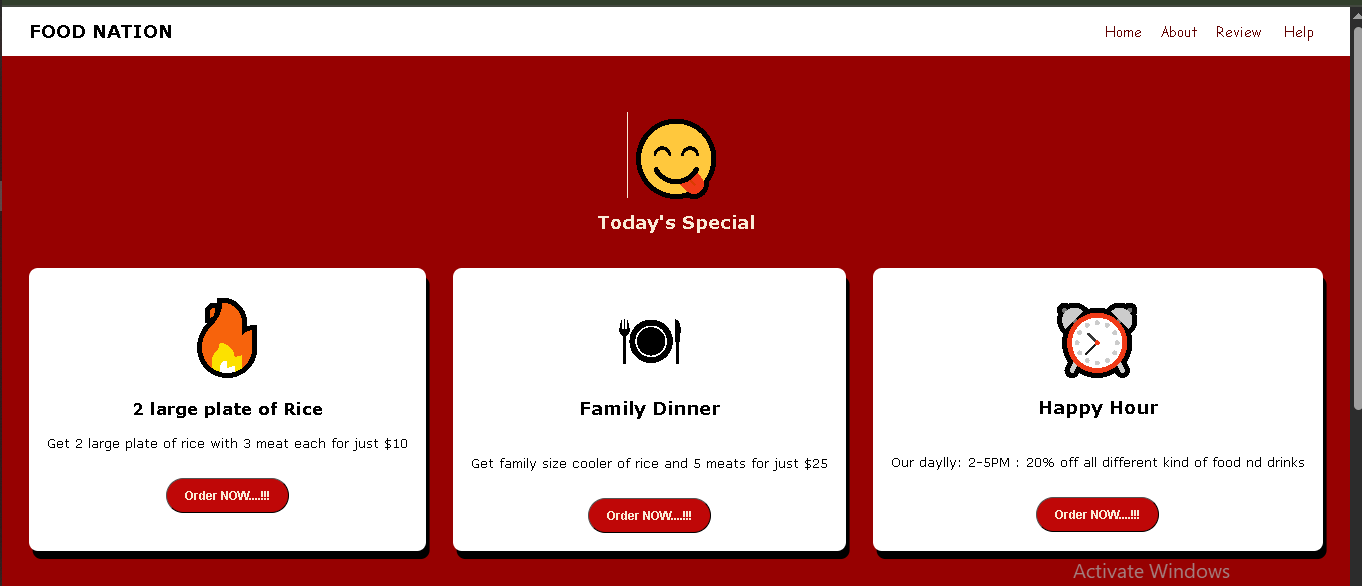 FOOD NATION
Home About Review Help
Today's Special
2 large plate of Rice
Get 2 large plate of rice with 3 meat each for just $10
Order NOW....!!!
Family Dinner
Get family size cooler of rice and 5 meats for just $25
Order NOW....!!!
Happy Hour
Our daylly: 2-5PM : 20% off all different kind of food nd drinks
Order NOW....!!!
Activate Windows